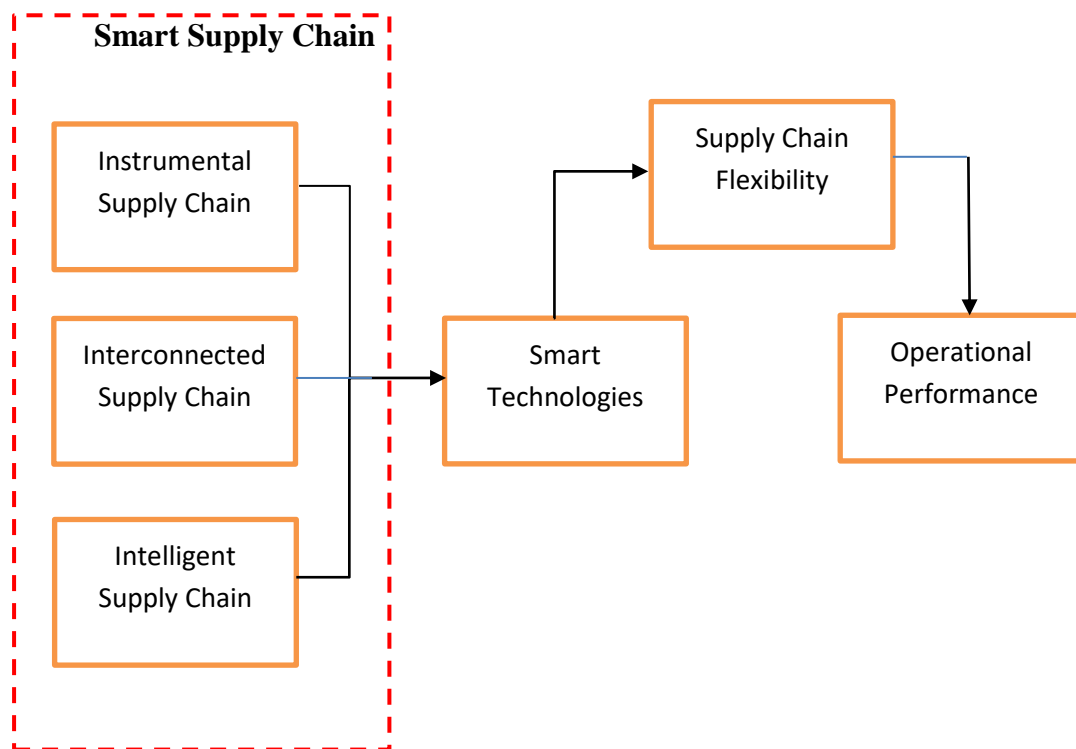 Smart Supply Chain
Instrumental
Supply Chain
Interconnected
Supply Chain
Intelligent
Supply Chain
Smart
Technologies
Supply Chain
Flexibility
Operational
Performance